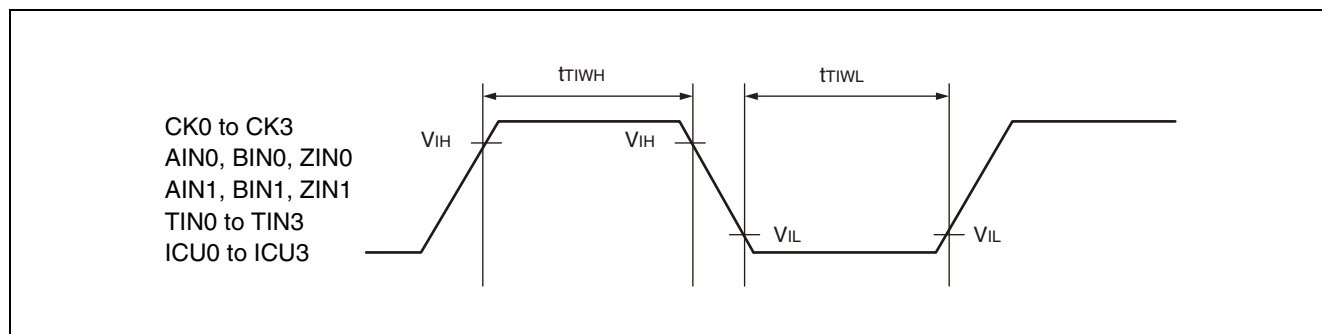 tTIWH
tTIWL
CK0 to CK3
AIN0, BIN0, ZIN0
AIN1, BIN1, ZIN1
TIN0 to TIN3
ICU0 to ICU3
VIH
VIH
VIL
VIL